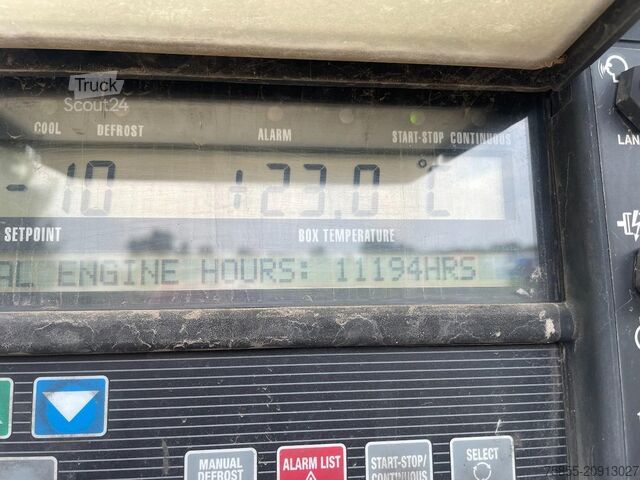 Truck
Scout24
COOL DEFROST ALARM START-STOP CONTINUOUS
-10 +23.0 °C
SETPOINT BOX TEMPERATURE
AL ENGINE HOURS: 11194HRS
LAN
MANUAL DEFROST
ALARM LIST
START-STOP/ CONTINUOUS
SELECT